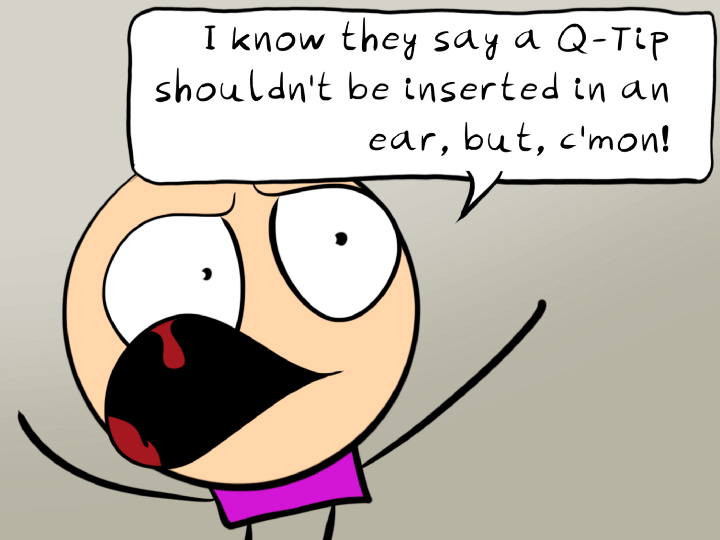 I know they say a Q-Tip
shouldn't be inserted in an
ear, but, c'mon!